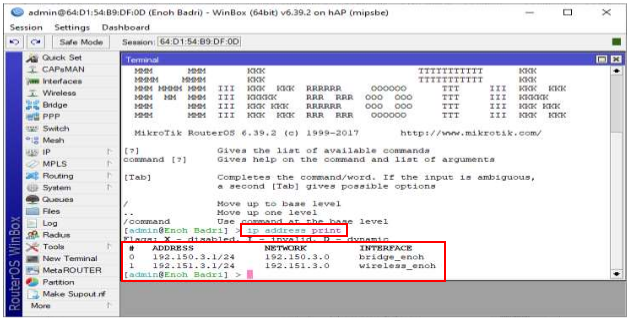 admin@64:D1:54:B9:DF:0D (Enoh Badri) - WinBox (64bit) v6.39.2 on hAP (mipsbe)
Session Settings Dashboard
Safe Mode Session: 64:D1:54:B9:DF:0D
Quick Set
CAPsMAN
Interfaces
Wireless
Bridge
PPP
Switch
Mesh
IP
MPLS
Routing
System
Queues
Files
Log
Radius
Tools
New Terminal
MetaROUTER
Partition
Make Supout.rif
More
RouterOS WinBox
Terminal
MMM      MMM       KKK                          TTTTTTTTTTT      KKK
MMMM    MMMM       KKK                          TTTTTTTTTTT      KKK
MMM MMMM MMM  III  KKK  KKK  RRRRRR     OOOOOO      TTT     III  KKK  KKK
MMM  MM  MMM  III  KKKKK     RRR  RRR  OOO  OOO     TTT     III  KKKKK
MMM      MMM  III  KKK KKK   RRRRRR    OOO  OOO     TTT     III  KKK KKK
MMM      MMM  III  KKK  KKK  RRR  RRR   OOOOOO      TTT     III  KKK  KKK
MikroTik RouterOS 6.39.2 (c) 1999-2017 http://www.mikrotik.com/
[?] Gives the list of available commands
command [?] Gives help on the command and list of arguments
[Tab] Completes the command/word. If the input is ambiguous,
a second [Tab] gives possible options
/ Move up to base level
.. Move up one level
/command Use command at the base level
[admin@Enoh Badri] > ip address print
Flags: X - disabled, I - invalid, D - dynamic
# ADDRESS NETWORK INTERFACE
0 192.150.3.1/24 192.150.3.0 bridge_enoh
1 192.151.3.1/24 192.151.3.0 wireless_enoh
[admin@Enoh Badri] >